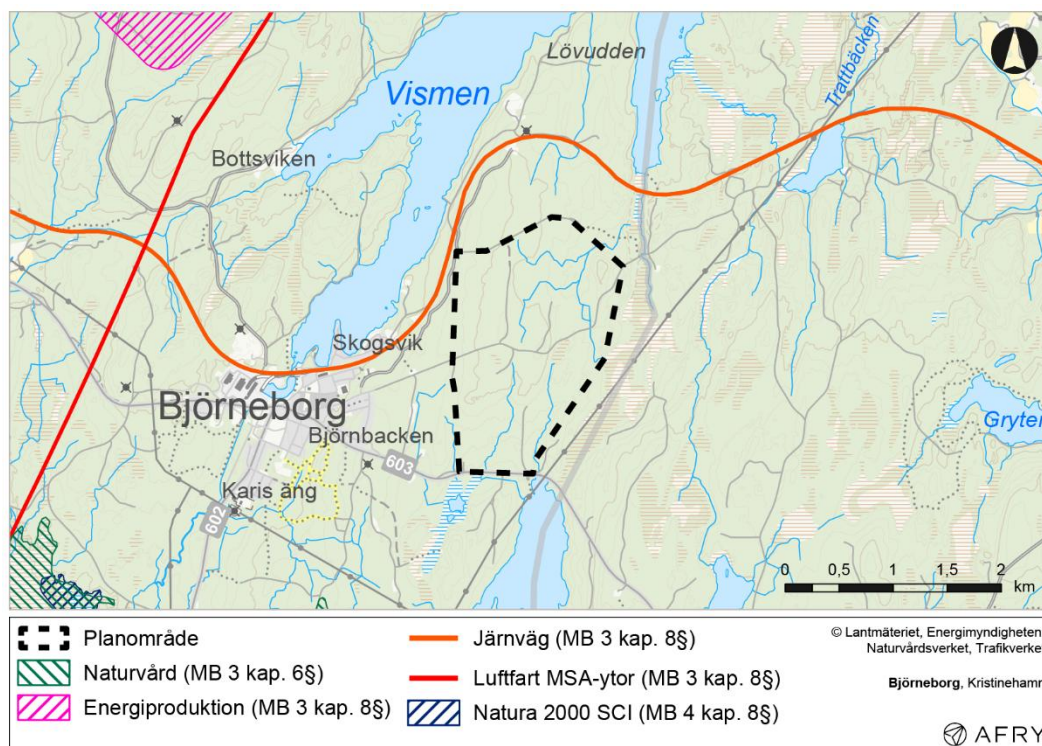 Lövudden
Vismen
Trattbäcken
Bottsviken
Skogsvik
Björneborg
Björnbacken
603
Gryten
Karis äng
602
0 0,5 1 1,5 2
km
Planområde
Naturvård (MB 3 kap. 6§)
Energiproduktion (MB 3 kap. 8§)
Järnväg (MB 3 kap. 8§)
Luftfart MSA-ytor (MB 3 kap. 8§)
Natura 2000 SCI (MB 4 kap. 8§)
© Lantmäteriet, Energimyndigheten
Naturvårdsverket, Trafikverke
Björneborg, Kristinehamn
AFRY